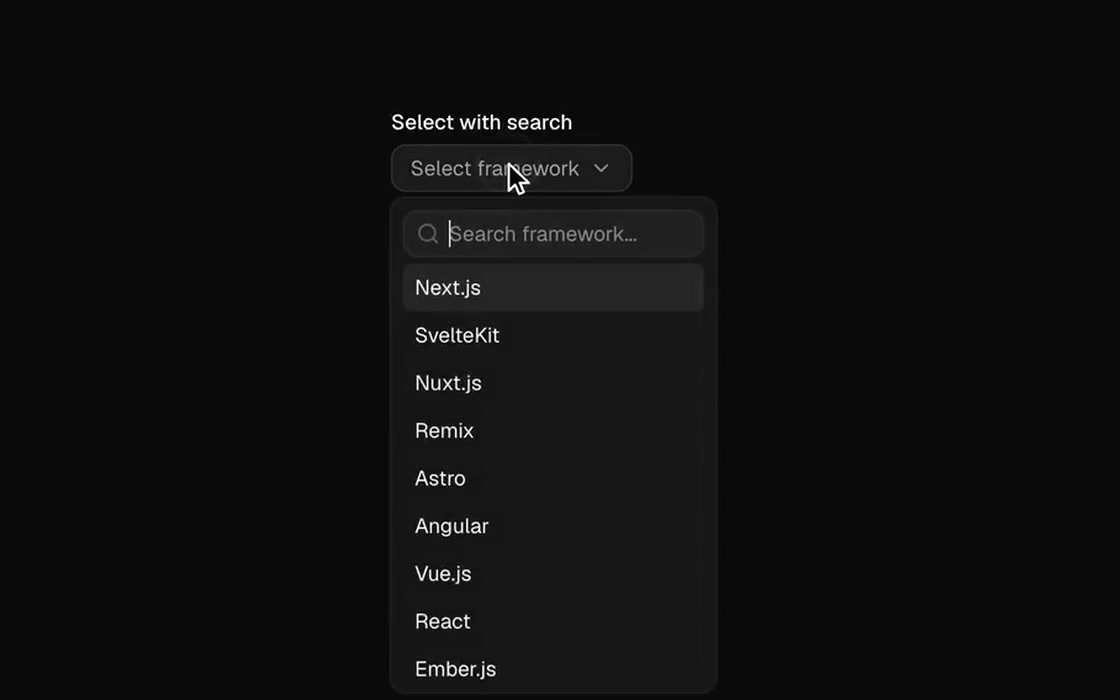 Select with search
Select framework
Search framework...
Next.js
SvelteKit
Nuxt.js
Remix
Astro
Angular
Vue.js
React
Ember.js